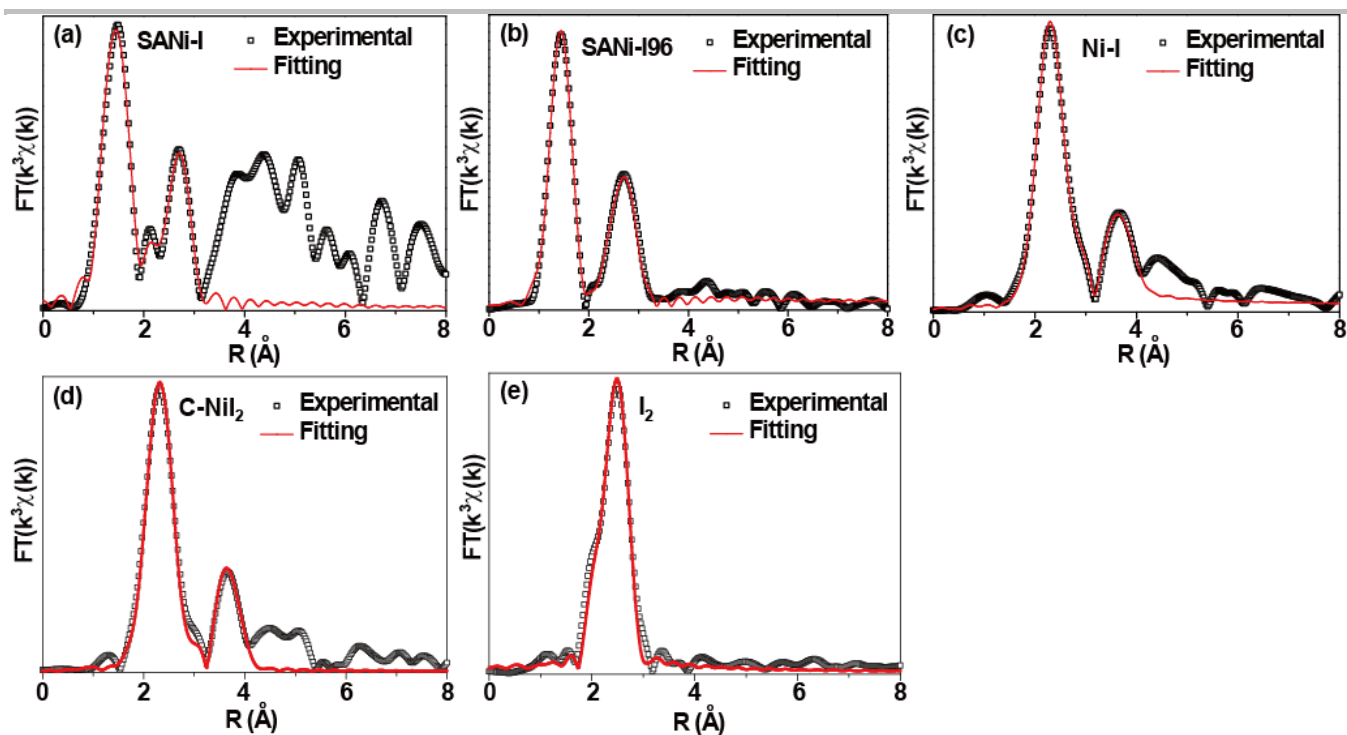 (a) SANi-I
Experimental
Fitting
FT(k³χ(k))
0 2 4 6 8
R (Å)
(b) SANi-I96
Experimental
Fitting
FT(k³χ(k))
0 2 4 6 8
R (Å)
(c) Ni-I
Experimental
Fitting
FT(k³χ(k))
0 2 4 6 8
R (Å)
(d) C-NiI₂
Experimental
Fitting
FT(k³χ(k))
0 2 4 6 8
R (Å)
(e) I₂
Experimental
Fitting
FT(k³χ(k))
0 2 4 6 8
R (Å)